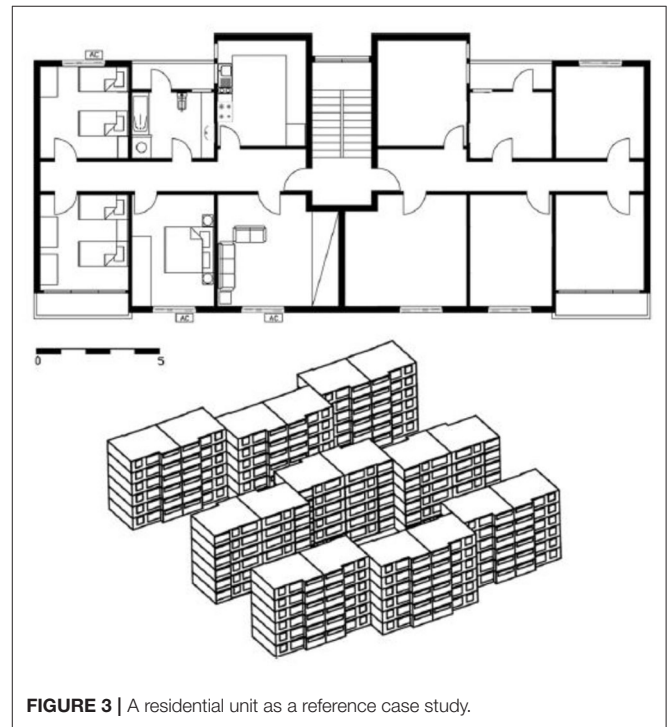 AC
AC
AC
0 5
FIGURE 3 | A residential unit as a reference case study.